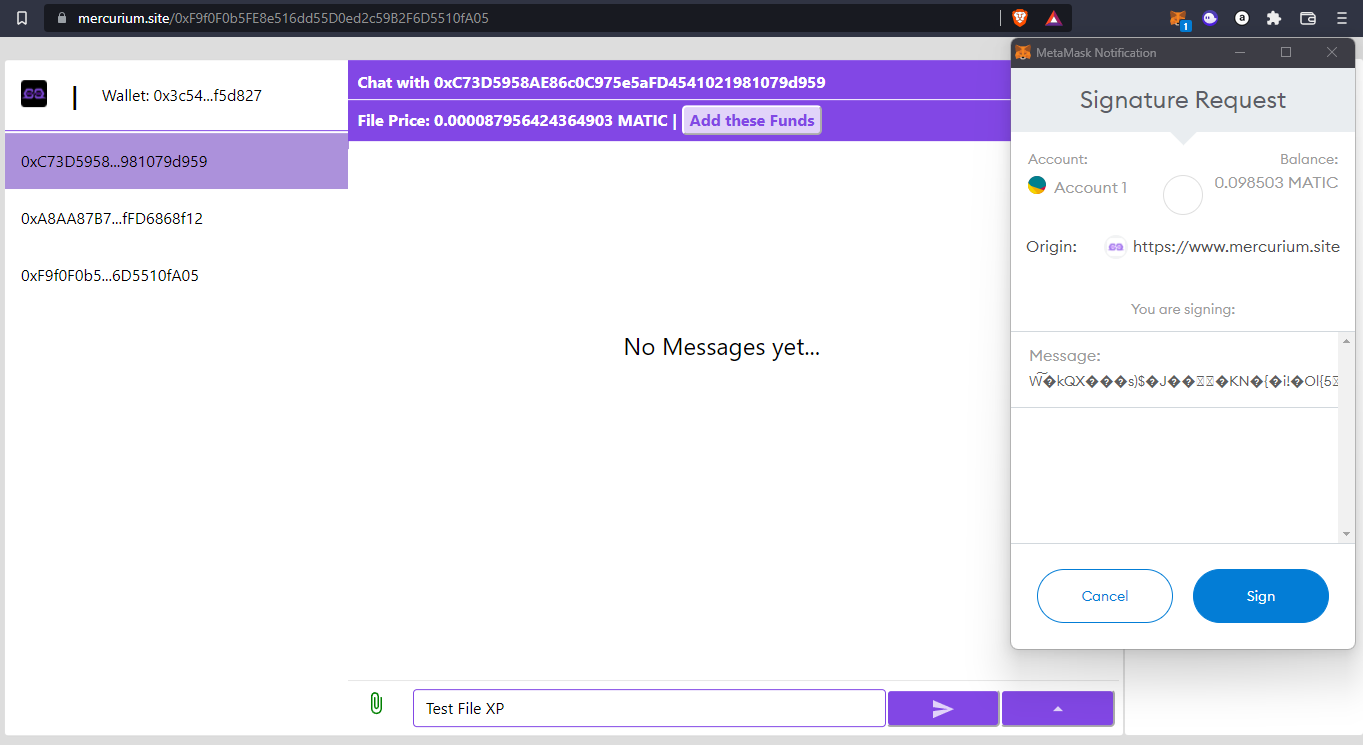 mercurium.site/0xF9f0F0b5FE8e516dd55D0ed2c59B2F6D5510fA05
1
a
MetaMask Notification
Wallet: 0x3c54...f5d827
Chat with 0xC73D5958AE86c0C975e5aFD4541021981079d959
File Price: 0.000087956424364903 MATIC | Add these Funds
0xC73D5958...981079d959
0xA8AA87B7...fFD6868f12
0xF9f0F0b5...6D5510fA05
No Messages yet...
Test File XP
Signature Request
Account:
Balance:
Account 1
0.098503 MATIC
Origin:
https://www.mercurium.site
You are signing:
Message:
W͠�kQX���s)$�J���KN�{�i!�Ol{5
Cancel
Sign